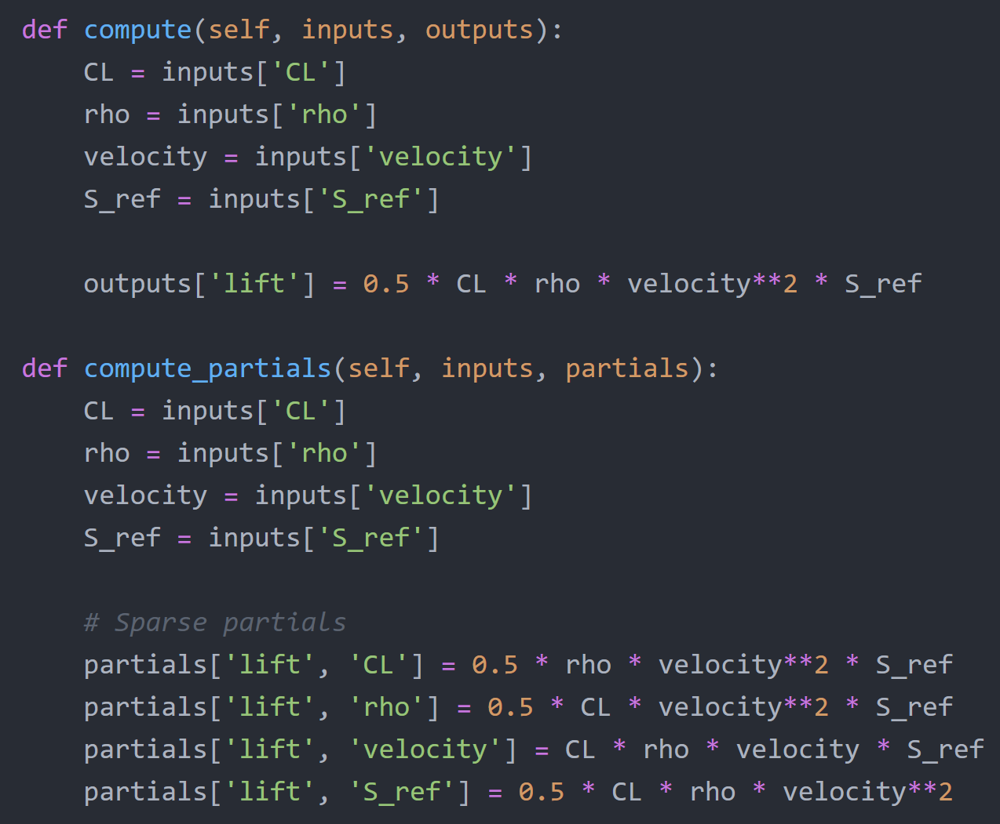 def compute(self, inputs, outputs):
    CL = inputs['CL']
    rho = inputs['rho']
    velocity = inputs['velocity']
    S_ref = inputs['S_ref']

    outputs['lift'] = 0.5 * CL * rho * velocity**2 * S_ref

def compute_partials(self, inputs, partials):
    CL = inputs['CL']
    rho = inputs['rho']
    velocity = inputs['velocity']
    S_ref = inputs['S_ref']

    # Sparse partials
    partials['lift', 'CL'] = 0.5 * rho * velocity**2 * S_ref
    partials['lift', 'rho'] = 0.5 * CL * velocity**2 * S_ref
    partials['lift', 'velocity'] = CL * rho * velocity * S_ref
    partials['lift', 'S_ref'] = 0.5 * CL * rho * velocity**2